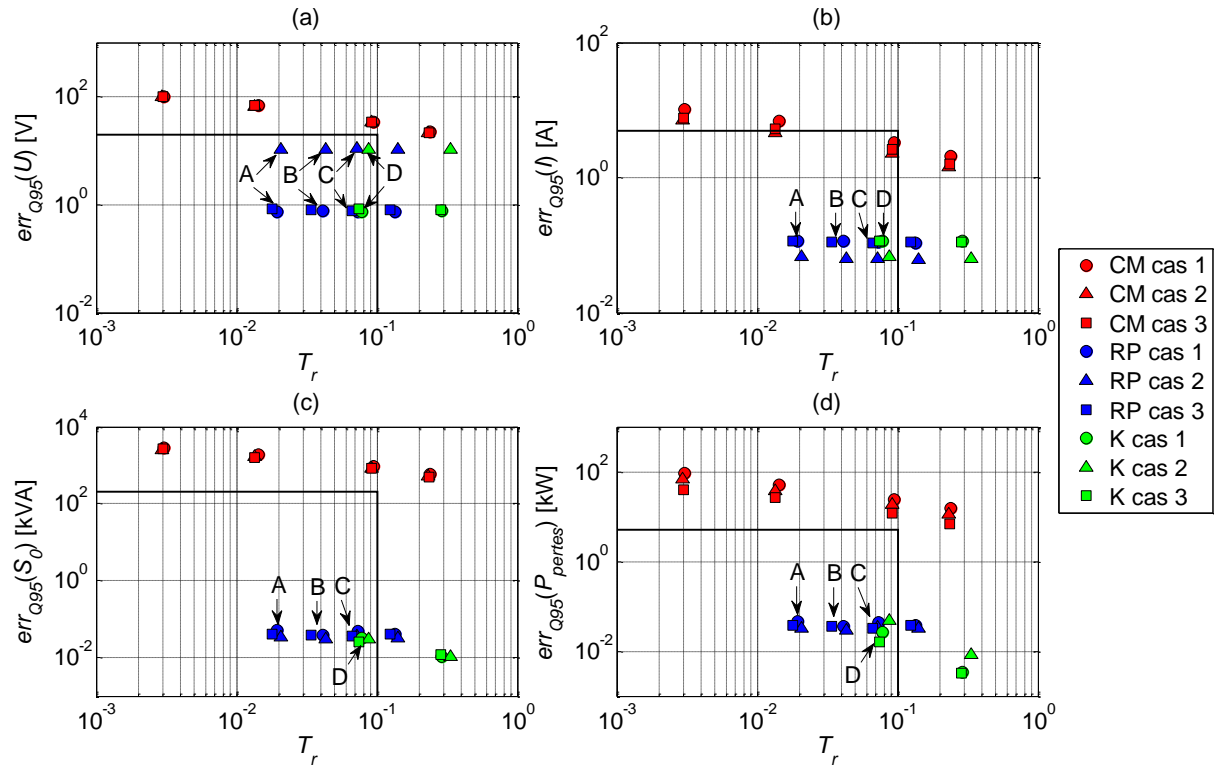 (a)
err_Q95(U) [V]
10^2
10^0
10^-2
10^-3
10^-2
10^-1
10^0
T_r
A
B
C
D
(b)
err_Q95(I) [A]
10^2
10^0
10^-2
10^-3
10^-2
10^-1
10^0
T_r
A
B
C
D
(c)
err_Q95(S_0) [kVA]
10^4
10^2
10^0
10^-2
10^-3
10^-2
10^-1
10^0
T_r
A
B
C
D
(d)
err_Q95(P_pertes) [kW]
10^2
10^0
10^-2
10^-3
10^-2
10^-1
10^0
T_r
A
B
C
D
CM cas 1
CM cas 2
CM cas 3
RP cas 1
RP cas 2
RP cas 3
K cas 1
K cas 2
K cas 3